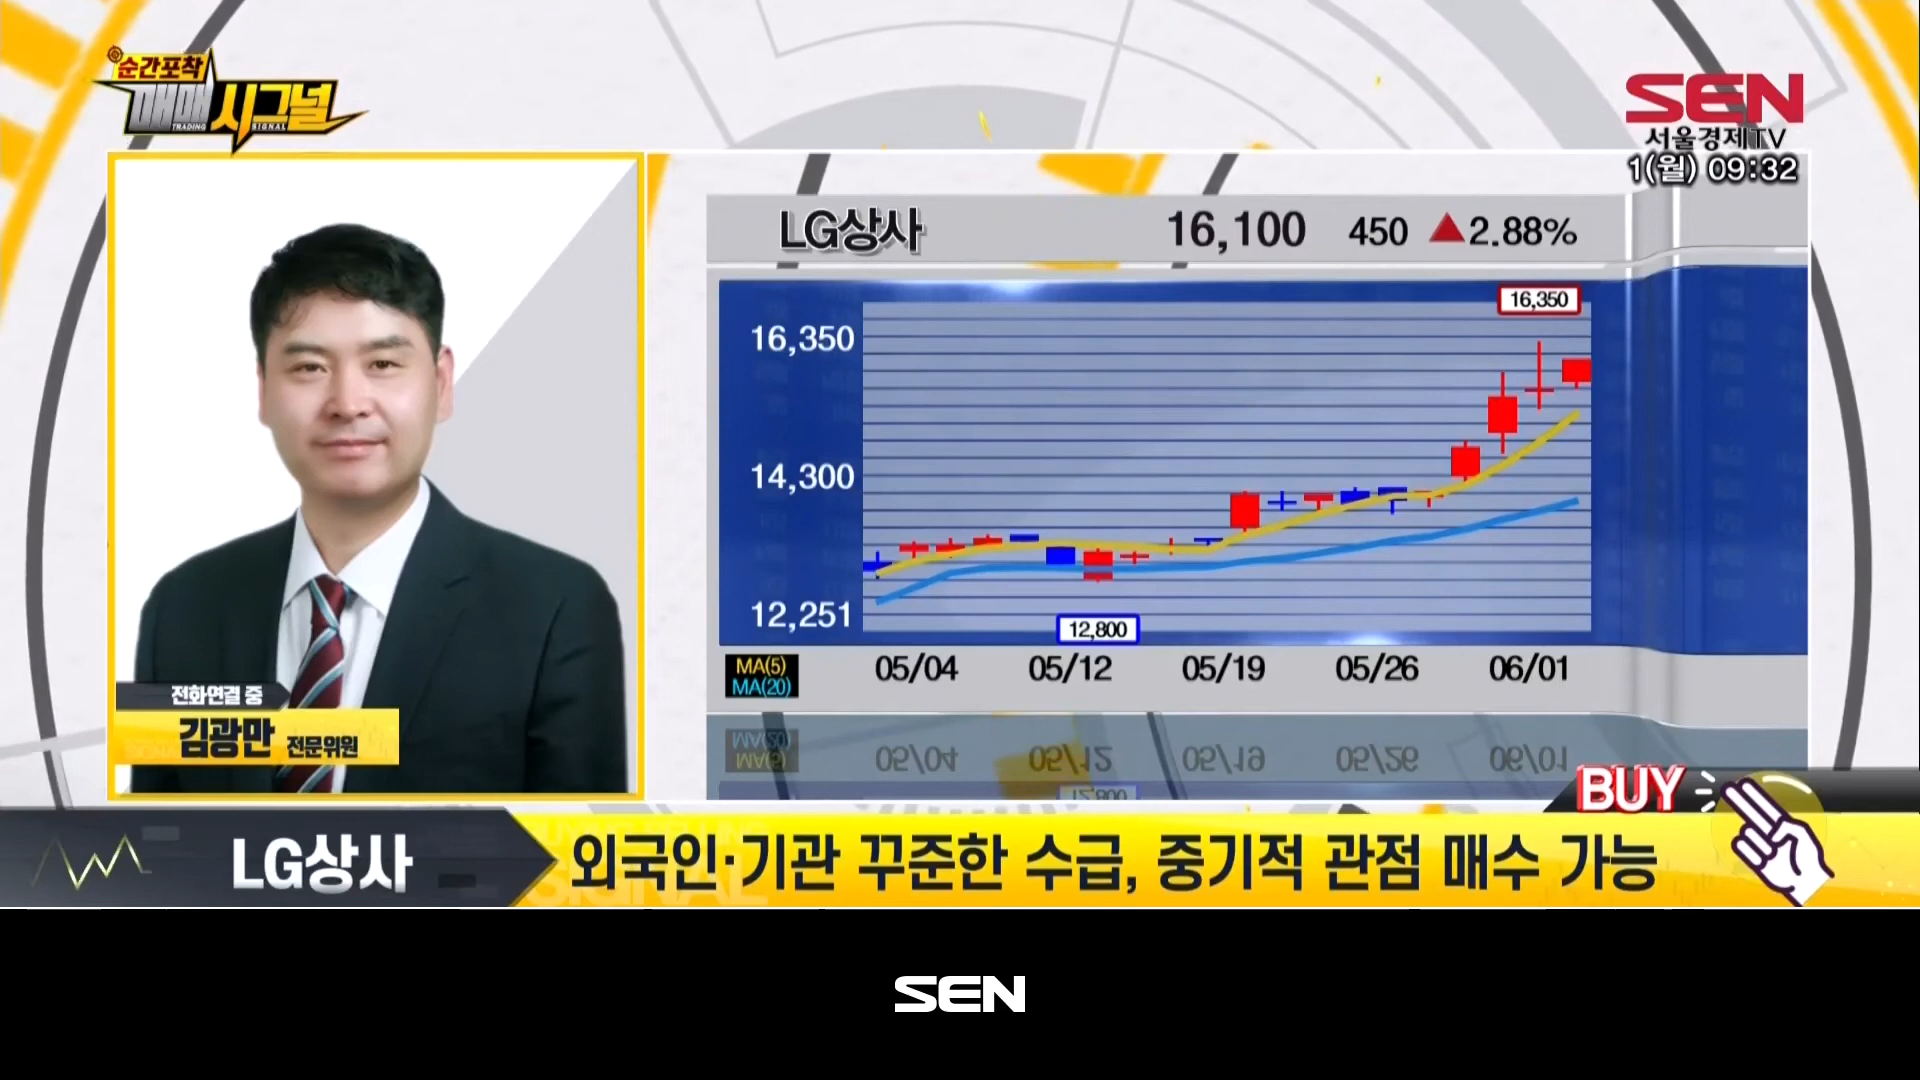 순간포착
매매 시그널
TRADING SIGNAL
SEN
서울경제TV
1(월) 09:32
LG상사 16,100 450 ▲2.88%
16,350
16,350
14,300
12,251
12,800
MA(5)
MA(20)
05/04 05/12 05/19 05/26 06/01
전화연결 중
김광만 전문위원
BUY
LG상사 외국인·기관 꾸준한 수급, 중기적 관점 매수 가능
SEN